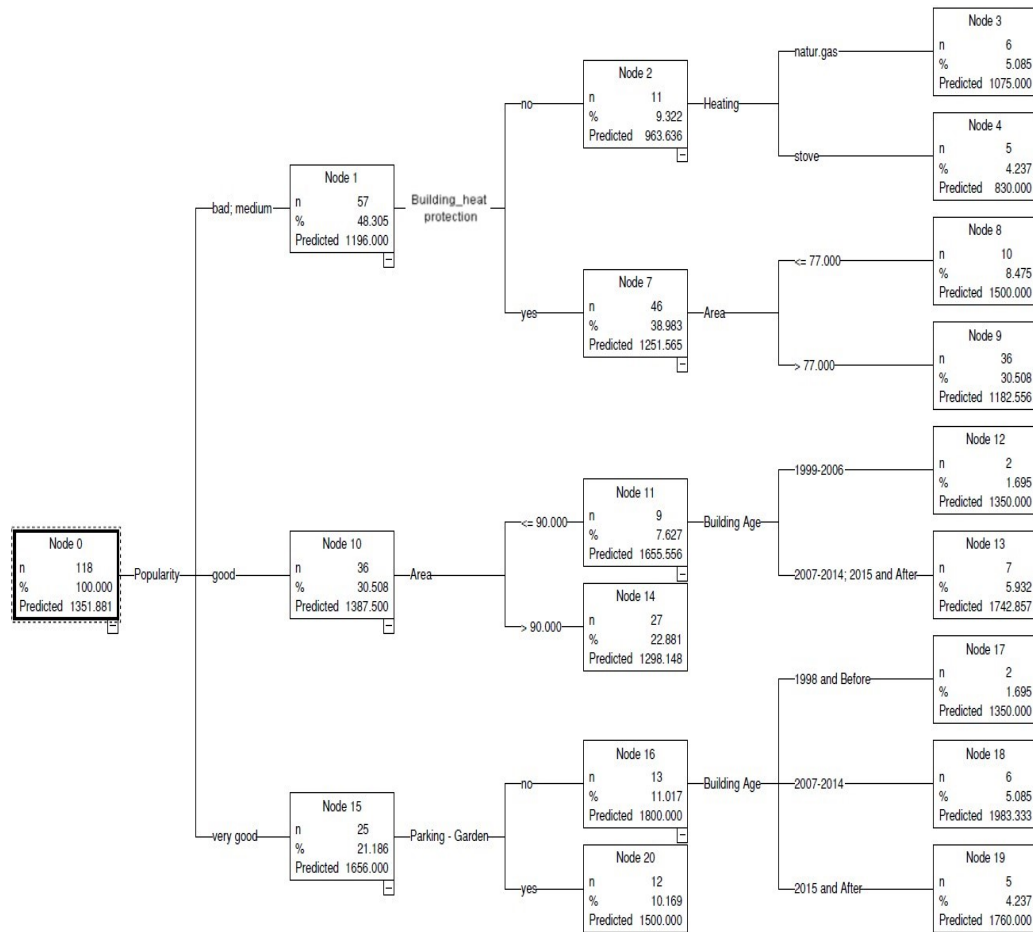 Node 0
n 118
% 100.000
Predicted 1351.881
Popularity
bad; medium
Node 1
n 57
% 48.305
Predicted 1196.000
Building_heat
protection
no
Node 2
n 11
% 9.322
Predicted 963.636
Heating
natur.gas
Node 3
n 6
% 5.085
Predicted 1075.000
stove
Node 4
n 5
% 4.237
Predicted 830.000
yes
Node 7
n 46
% 38.983
Predicted 1251.565
Area
<= 77.000
Node 8
n 10
% 8.475
Predicted 1500.000
> 77.000
Node 9
n 36
% 30.508
Predicted 1182.556
good
Node 10
n 36
% 30.508
Predicted 1387.500
Area
<= 90.000
Node 11
n 9
% 7.627
Predicted 1655.556
Building Age
1999-2006
Node 12
n 2
% 1.695
Predicted 1350.000
2007-2014; 2015 and After
Node 13
n 7
% 5.932
Predicted 1742.857
> 90.000
Node 14
n 27
% 22.881
Predicted 1298.148
very good
Node 15
n 25
% 21.186
Predicted 1656.000
Parking - Garden
no
Node 16
n 13
% 11.017
Predicted 1800.000
Building Age
1998 and Before
Node 17
n 2
% 1.695
Predicted 1350.000
2007-2014
Node 18
n 6
% 5.085
Predicted 1983.333
2015 and After
Node 19
n 5
% 4.237
Predicted 1760.000
yes
Node 20
n 12
% 10.169
Predicted 1500.000